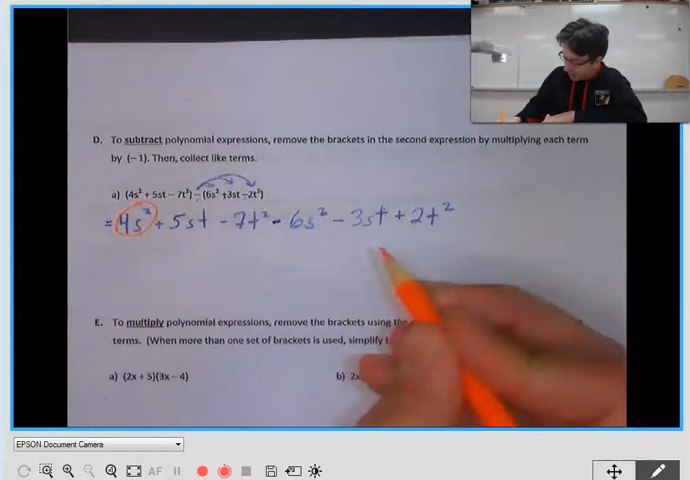 D. To subtract polynomial expressions, remove the brackets in the second expression by multiplying each term
by (−1). Then, collect like terms.
a) (4s² + 5st − 7t²) − (6s² +3st −2t²)
= 4s² + 5st - 7t² - 6s² - 3st + 2t²
E. To multiply polynomial expressions, remove the brackets using the
terms. (When more than one set of brackets is used, simplify
a) (2x + 5)(3x − 4)
b) 2x
EPSON Document Camera
AF